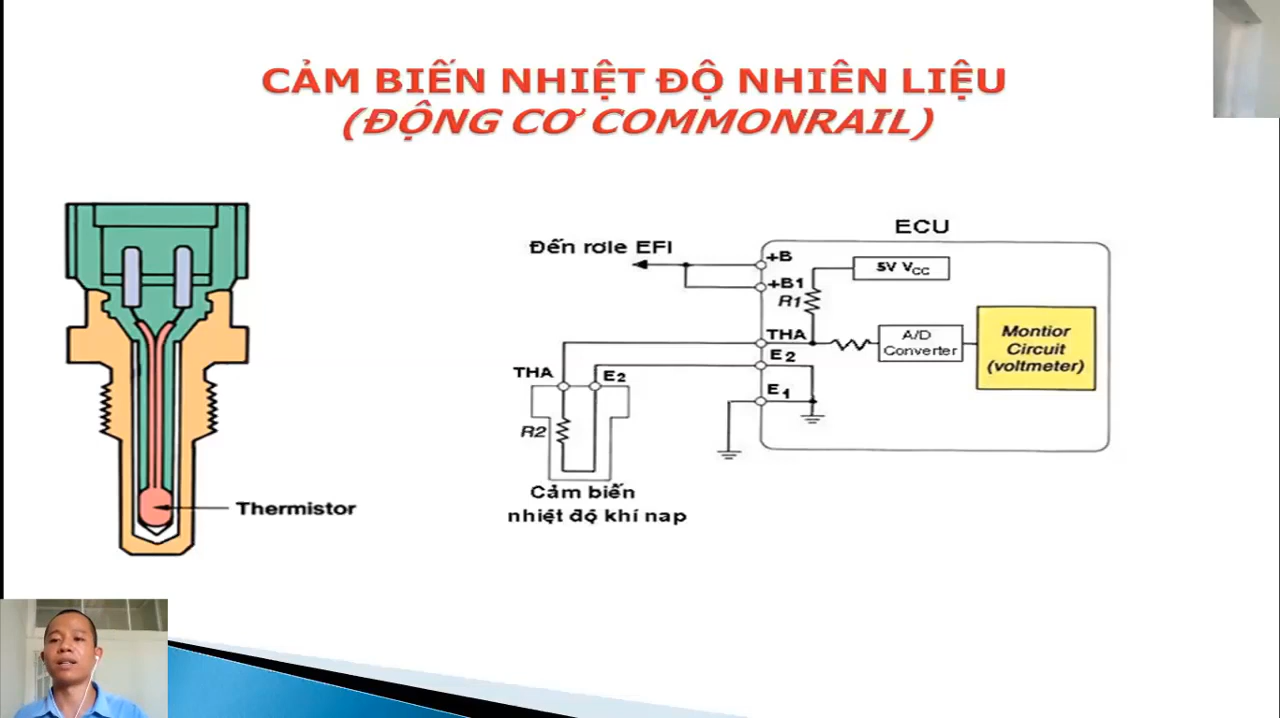 CẢM BIẾN NHIỆT ĐỘ NHIÊN LIỆU
(ĐỘNG CƠ COMMONRAIL)
Thermistor
Đến rơle EFI
ECU
+B
+B1
5V VCC
R1
THA
A/D
Converter
Montior
Circuit
(voltmeter)
E2
E1
THA
E2
R2
Cảm biến
nhiệt độ khí nap